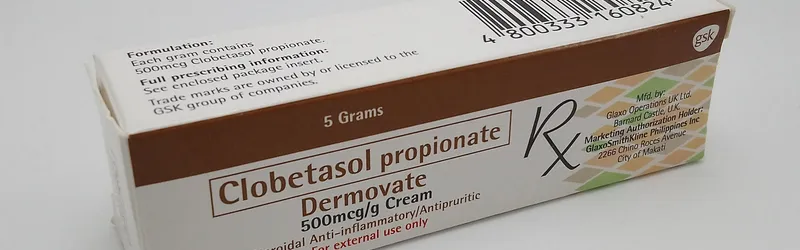 Formulation:
Each gram contains
500mcg Clobetasol propionate.
Full prescribing information:
See enclosed package insert.
Trade marks are owned by or licensed to the
GSK group of companies.
4 800333 160824
gsk
5 Grams
Clobetasol propionate
Dermovate
500mcg/g Cream
Anti-inflammatory/Antipruritic
For external use only
Rx
Mfd. by:
Glaxo Operations UK Ltd.
Barnard Castle, U.K.
Marketing Authorization Holder:
GlaxoSmithKline Philippines Inc
2266 Chino Roces Avenue
City of Makati